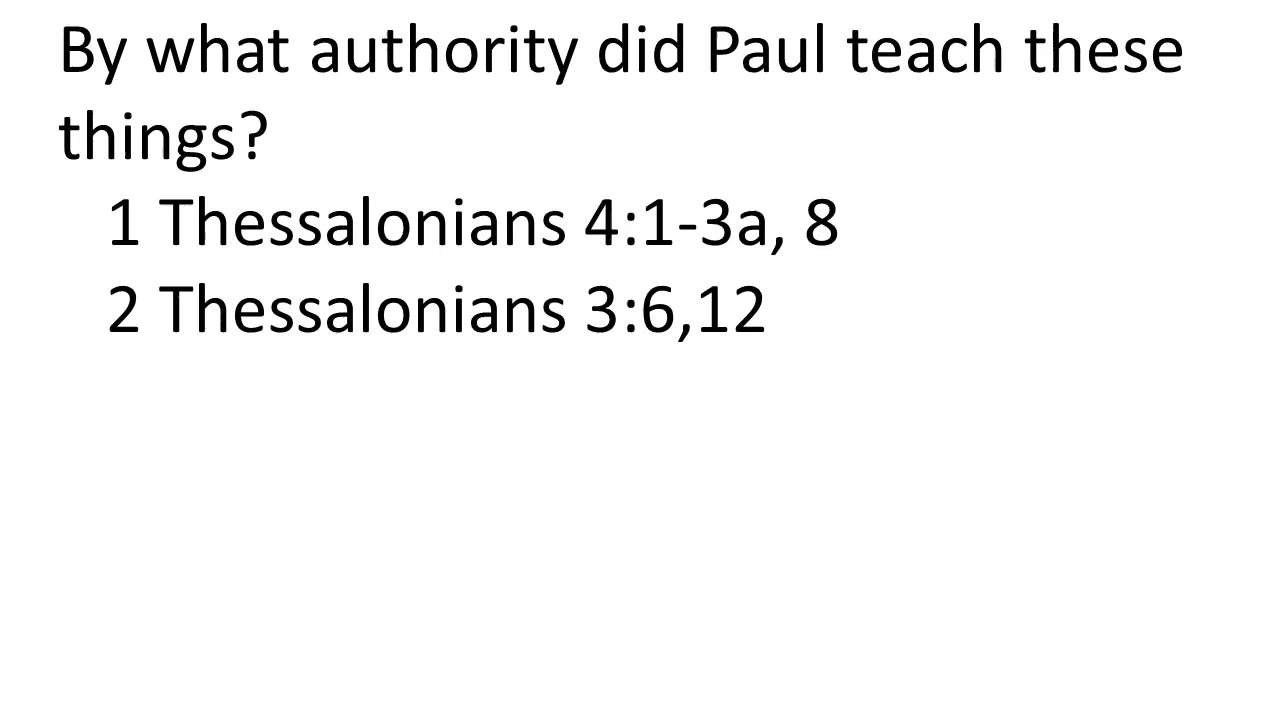 By what authority did Paul teach these
things?
1 Thessalonians 4:1-3a, 8
2 Thessalonians 3:6,12